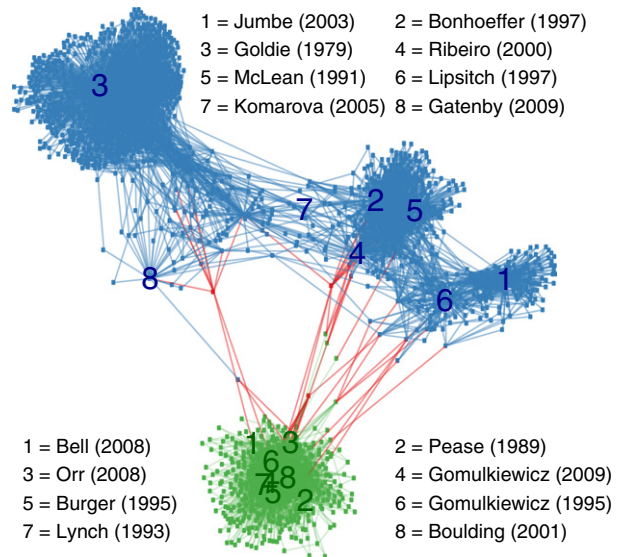 1 = Jumbe (2003) 2 = Bonhoeffer (1997)
3 = Goldie (1979) 4 = Ribeiro (2000)
5 = McLean (1991) 6 = Lipsitch (1997)
7 = Komarova (2005) 8 = Gatenby (2009)
3
2 5
7
4
8
6 1
1 3
6
7 4 8
5 2
1 = Bell (2008) 2 = Pease (1989)
3 = Orr (2008) 4 = Gomulkiewicz (2009)
5 = Burger (1995) 6 = Gomulkiewicz (1995)
7 = Lynch (1993) 8 = Boulding (2001)